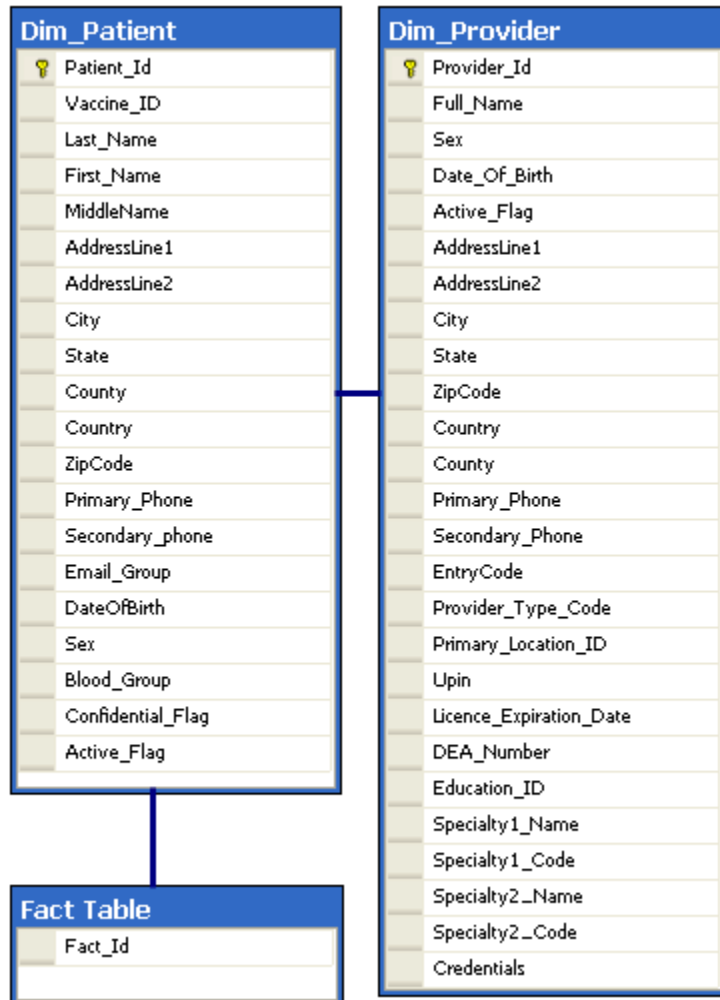 Dim_Patient
Patient_Id
Vaccine_ID
Last_Name
First_Name
MiddleName
AddressLine1
AddressLine2
City
State
County
Country
ZipCode
Primary_Phone
Secondary_phone
Email_Group
DateOfBirth
Sex
Blood_Group
Confidential_Flag
Active_Flag
Fact Table
Fact_Id
Dim_Provider
Provider_Id
Full_Name
Sex
Date_Of_Birth
Active_Flag
AddressLine1
AddressLine2
City
State
ZipCode
Country
County
Primary_Phone
Secondary_Phone
EntryCode
Provider_Type_Code
Primary_Location_ID
Upin
Licence_Expiration_Date
DEA_Number
Education_ID
Specialty1_Name
Specialty1_Code
Specialty2_Name
Specialty2_Code
Credentials